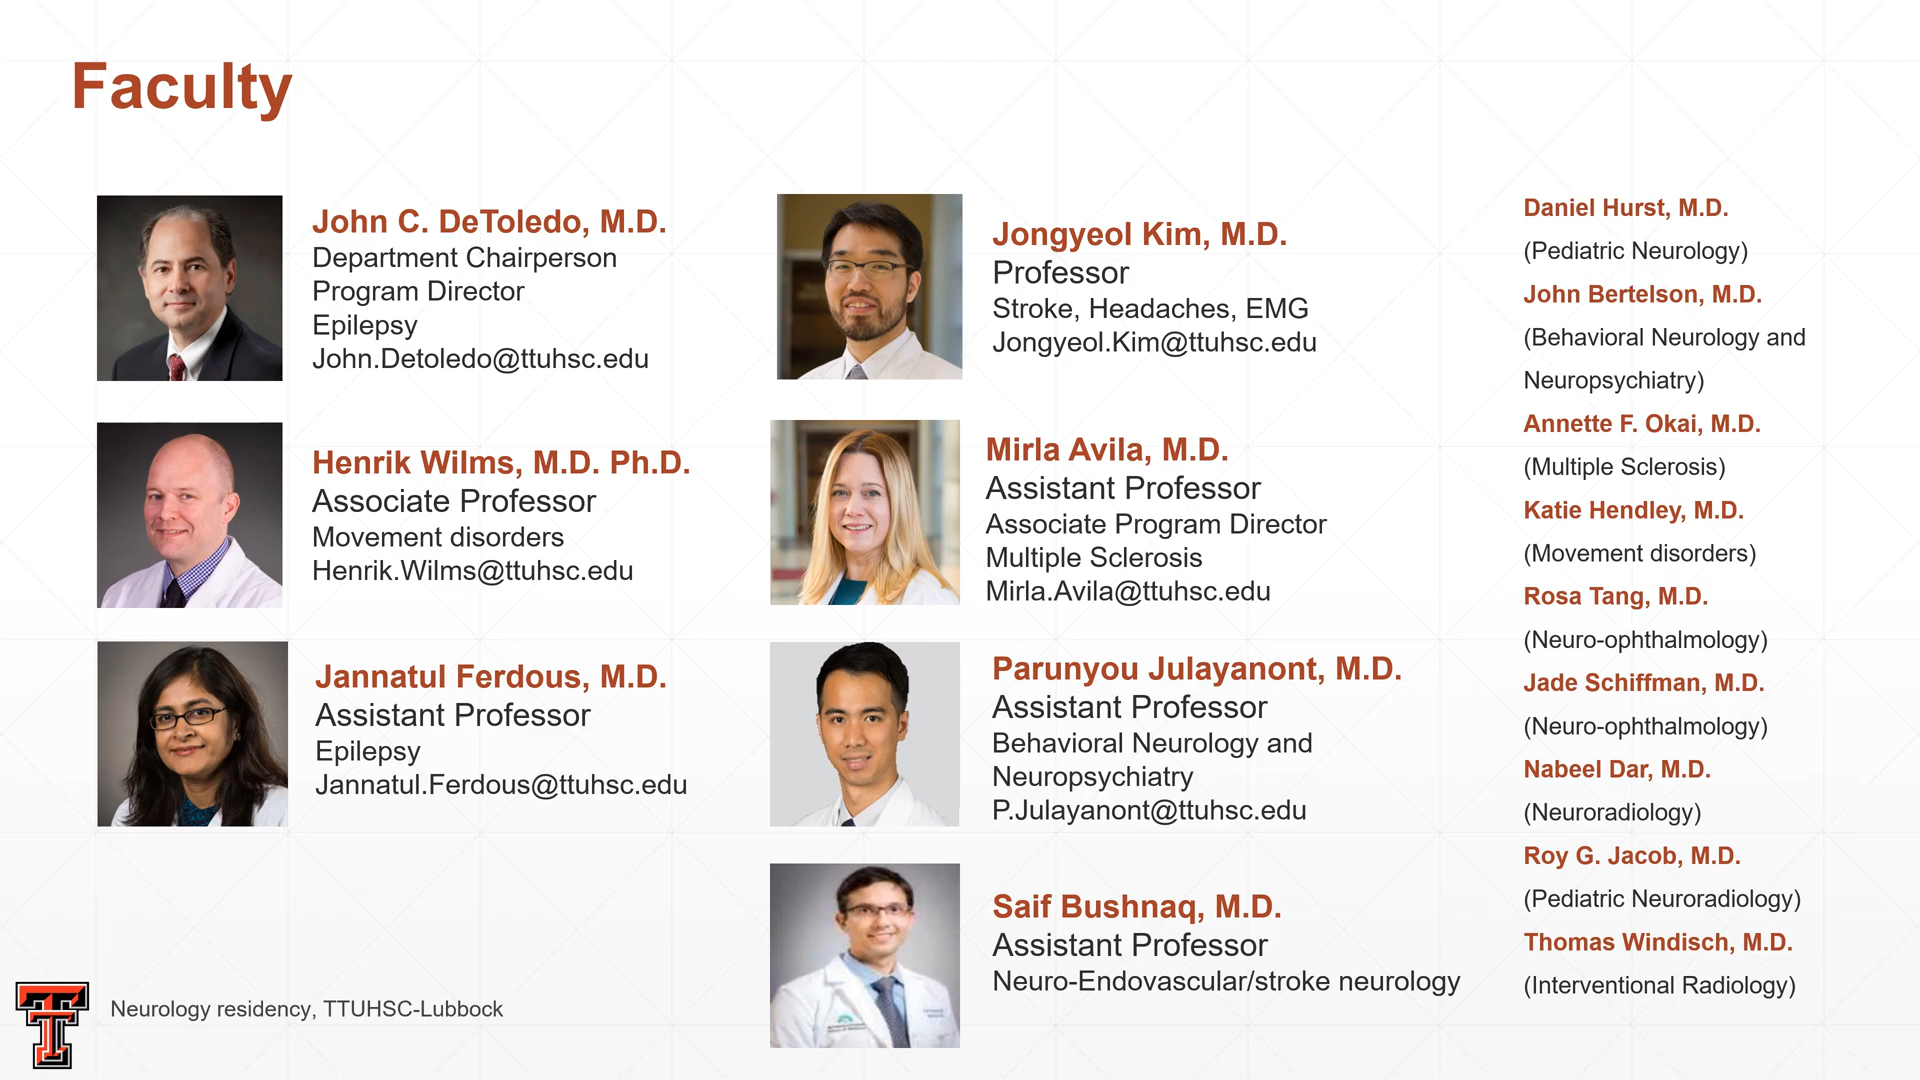 Faculty
John C. DeToledo, M.D.
Department Chairperson
Program Director
Epilepsy
John.Detoledo@ttuhsc.edu
Henrik Wilms, M.D. Ph.D.
Associate Professor
Movement disorders
Henrik.Wilms@ttuhsc.edu
Jannatul Ferdous, M.D.
Assistant Professor
Epilepsy
Jannatul.Ferdous@ttuhsc.edu
Jongyeol Kim, M.D.
Professor
Stroke, Headaches, EMG
Jongyeol.Kim@ttuhsc.edu
Mirla Avila, M.D.
Assistant Professor
Associate Program Director
Multiple Sclerosis
Mirla.Avila@ttuhsc.edu
Parunyou Julayanont, M.D.
Assistant Professor
Behavioral Neurology and
Neuropsychiatry
P.Julayanont@ttuhsc.edu
Saif Bushnaq, M.D.
Assistant Professor
Neuro-Endovascular/stroke neurology
Daniel Hurst, M.D.
(Pediatric Neurology)
John Bertelson, M.D.
(Behavioral Neurology and
Neuropsychiatry)
Annette F. Okai, M.D.
(Multiple Sclerosis)
Katie Hendley, M.D.
(Movement disorders)
Rosa Tang, M.D.
(Neuro-ophthalmology)
Jade Schiffman, M.D.
(Neuro-ophthalmology)
Nabeel Dar, M.D.
(Neuroradiology)
Roy G. Jacob, M.D.
(Pediatric Neuroradiology)
Thomas Windisch, M.D.
(Interventional Radiology)
Neurology residency, TTUHSC-Lubbock